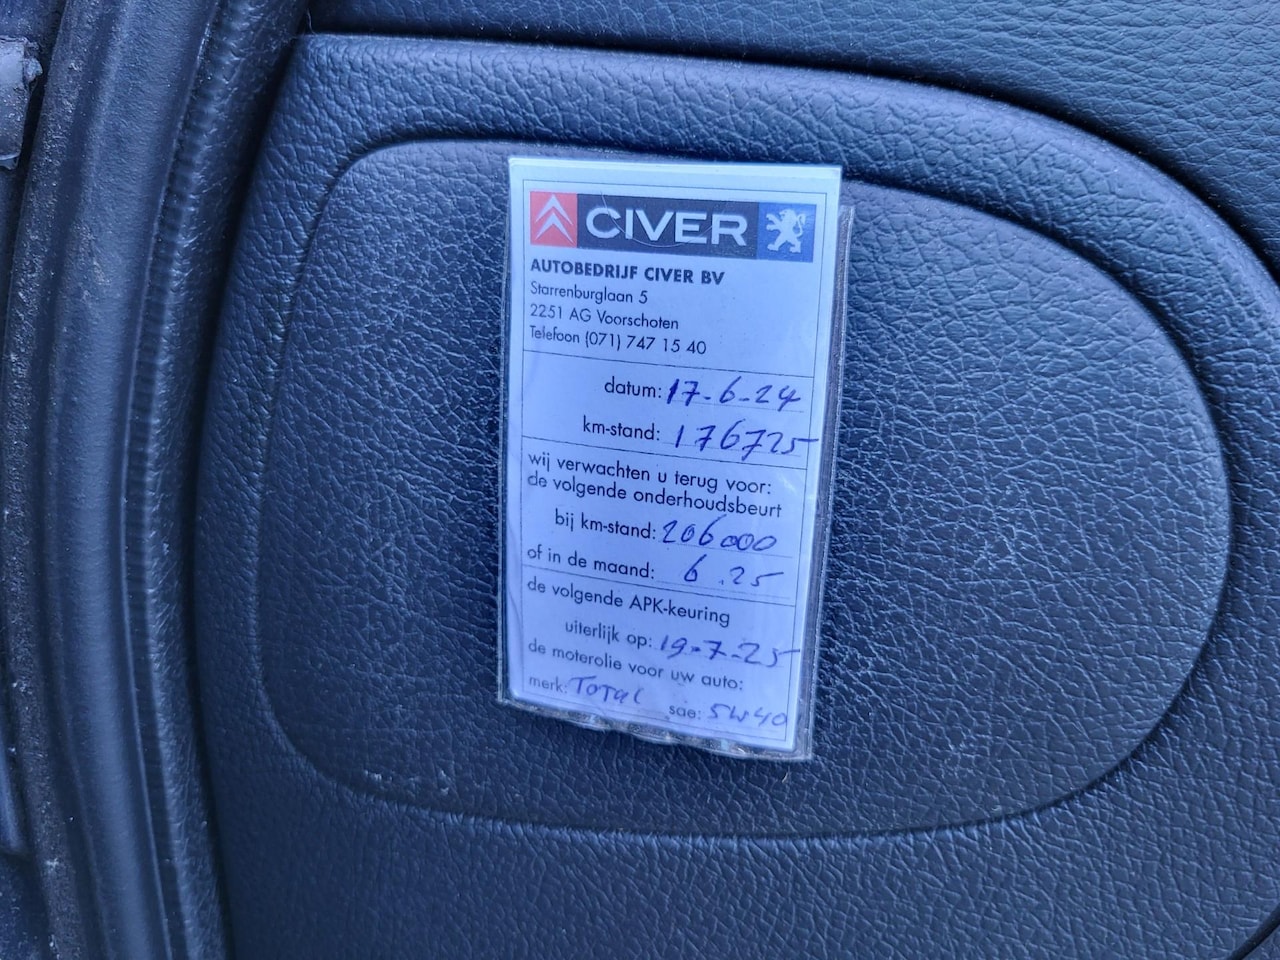 CIVER
AUTOBEDRIJF CIVER BV
Starrenburglaan 5
2251 AG Voorschoten
Telefoon (071) 747 15 40
datum: 17-6-24
km-stand: 176725
wij verwachten u terug voor:
de volgende onderhoudsbeurt
bij km-stand: 206000
of in de maand: 6.25
de volgende APK-keuring
uiterlijk op: 19-7-25
de moterolie voor uw auto:
merk: Total sae: 5W40